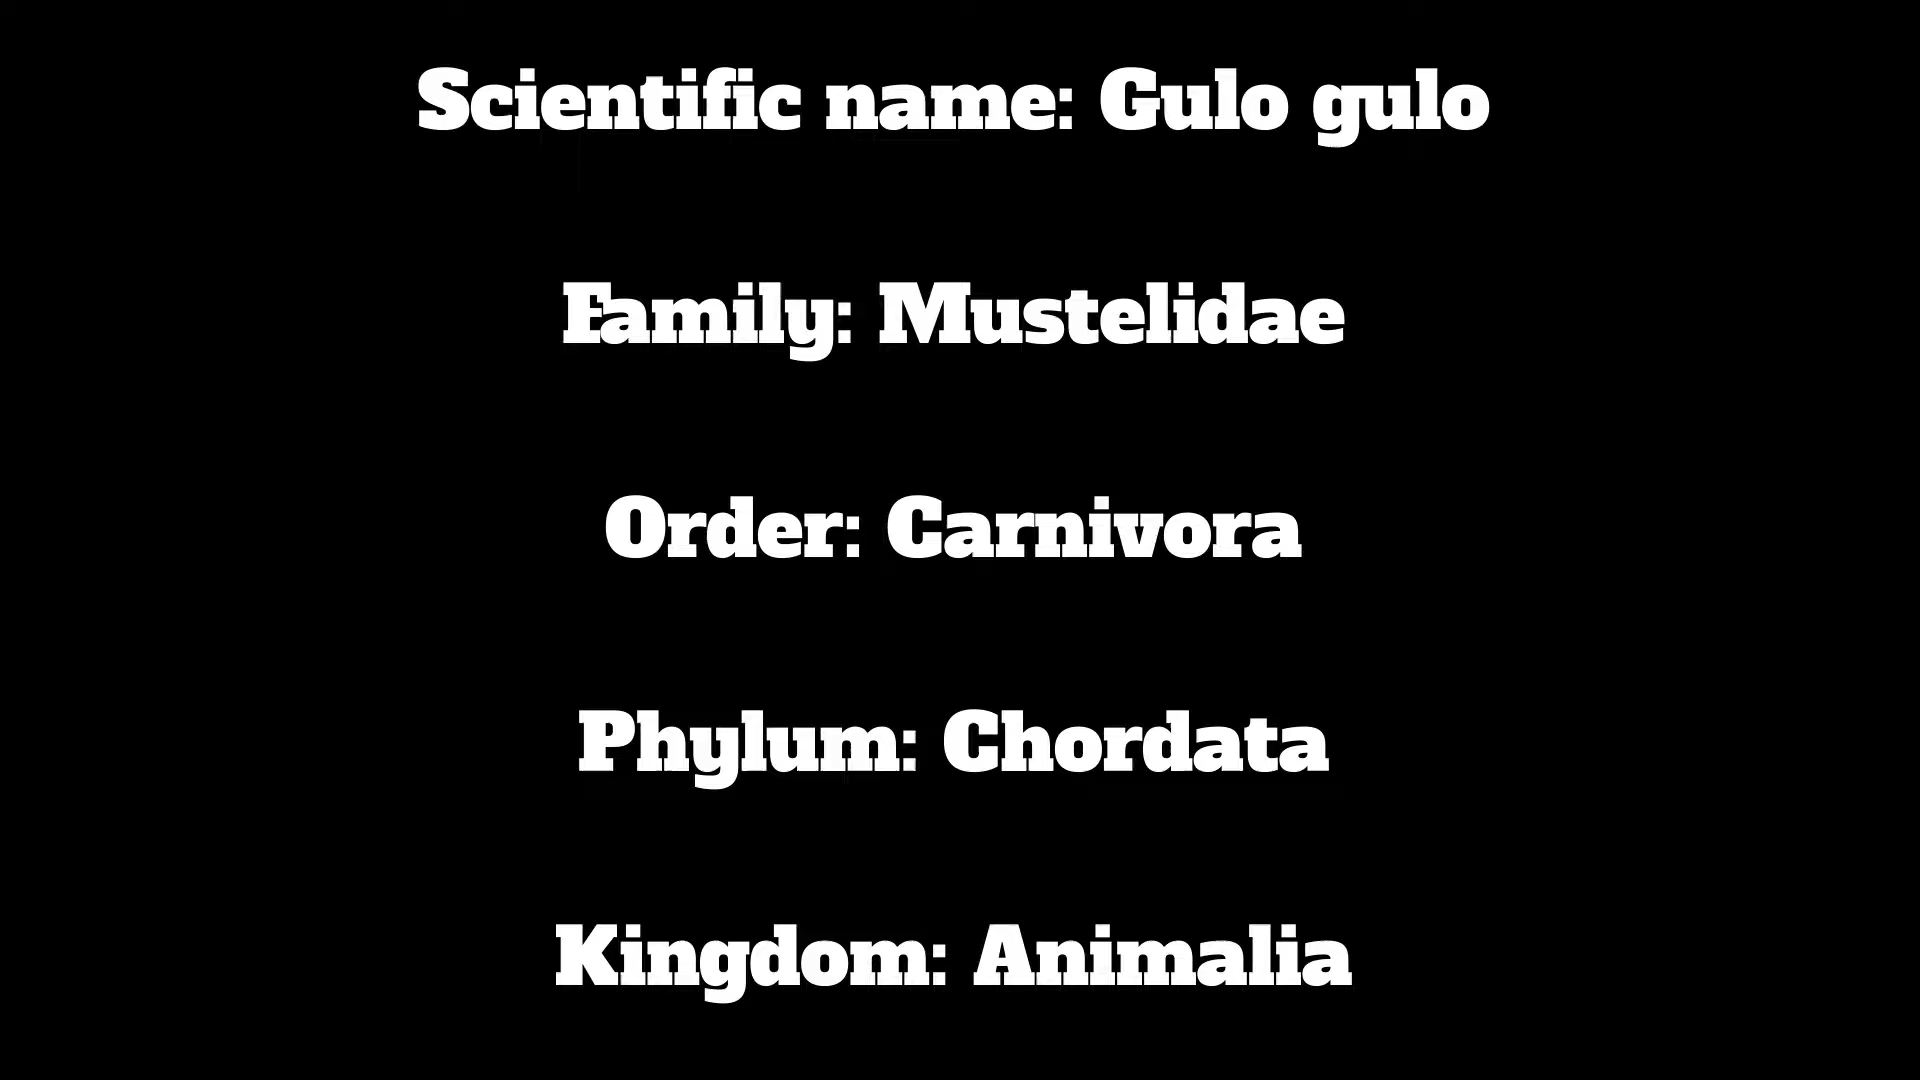 Scientific name: Gulo gulo
Family: Mustelidae
Order: Carnivora
Phylum: Chordata
Kingdom: Animalia